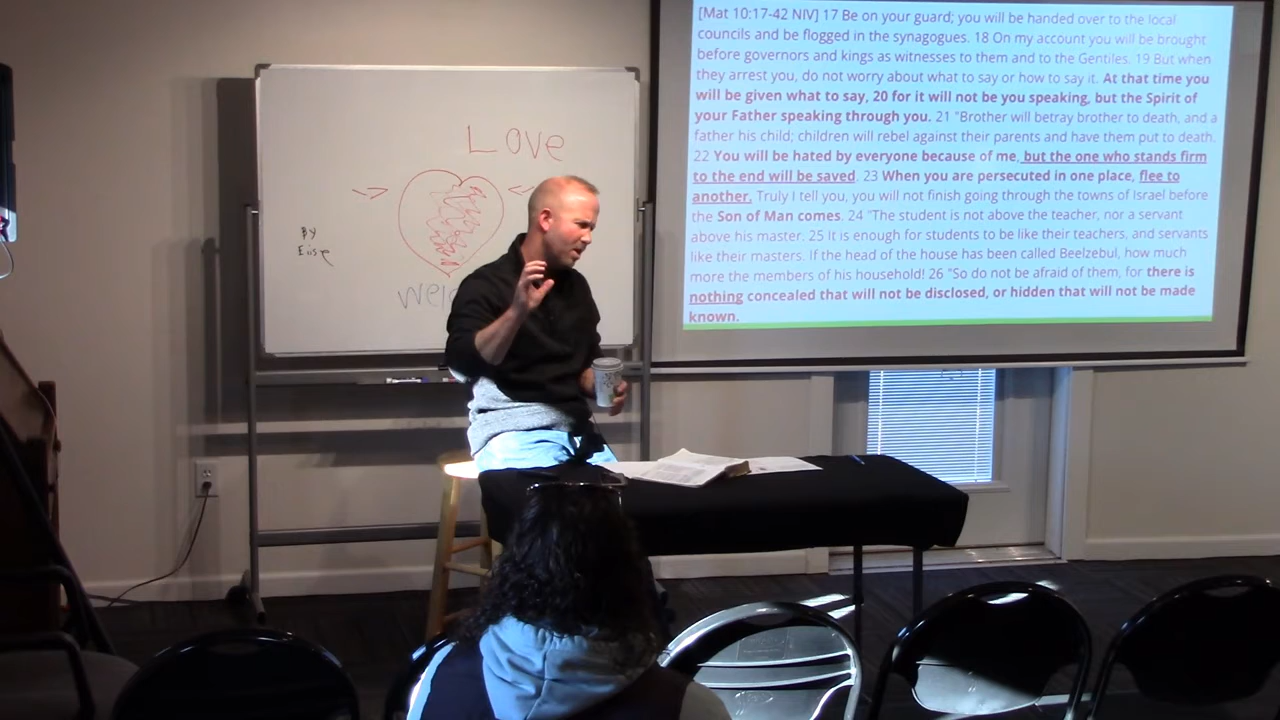 [Mat 10:17-42 NIV] 17 Be on your guard; you will be handed over to the local
councils and be flogged in the synagogues. 18 On my account you will be brought
before governors and kings as witnesses to them and to the Gentiles. 19 But when
they arrest you, do not worry about what to say or how to say it. At that time you
will be given what to say, 20 for it will not be you speaking, but the Spirit of
your Father speaking through you. 21 "Brother will betray brother to death, and a
father his child; children will rebel against their parents and have them put to death.
22 You will be hated by everyone because of me, but the one who stands firm
to the end will be saved. 23 When you are persecuted in one place, flee to
another. Truly I tell you, you will not finish going through the towns of Israel before
the Son of Man comes. 24 "The student is not above the teacher, nor a servant
above his master. 25 It is enough for students to be like their teachers, and servants
like their masters. If the head of the house has been called Beelzebul, how much
more the members of his household! 26 "So do not be afraid of them, for there is
nothing concealed that will not be disclosed, or hidden that will not be made
known.
Love
By